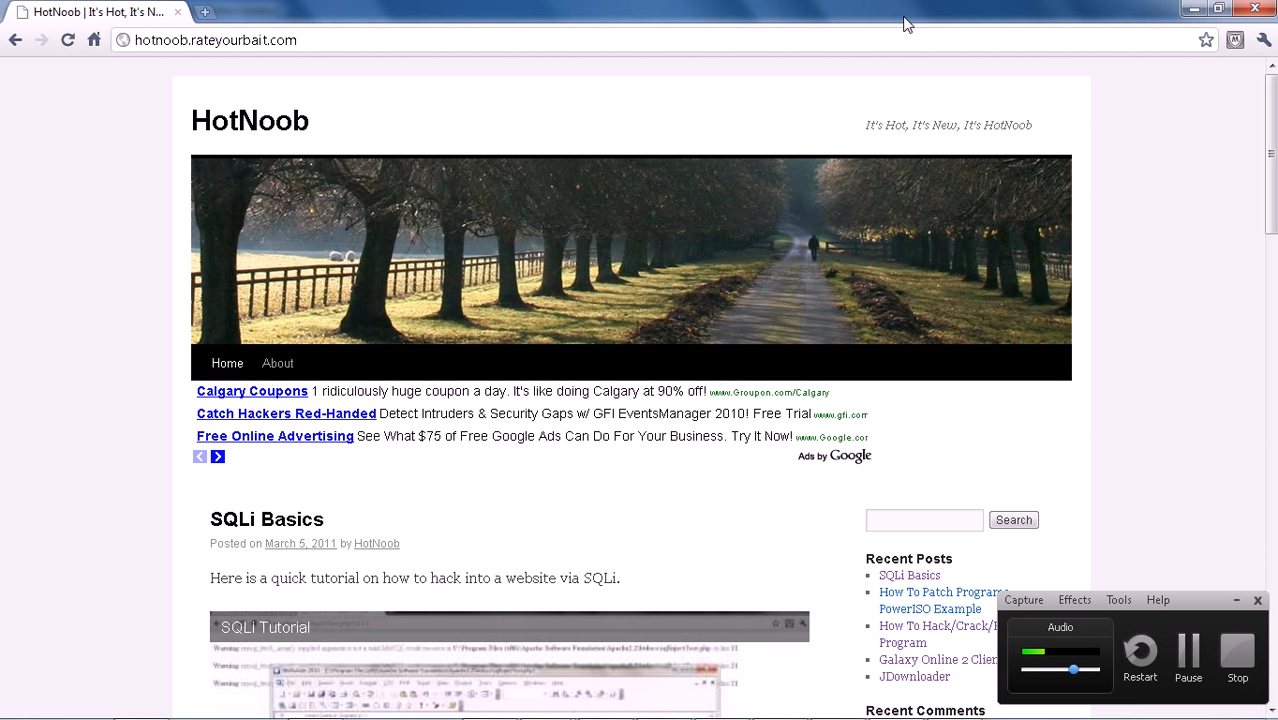 HotNoob | It's Hot, It's N...
hotnoob.rateyourbait.com
HotNoob
It's Hot, It's New, It's HotNoob
Home About
Calgary Coupons 1 ridiculously huge coupon a day. It's like doing Calgary at 90% off! www.Groupon.com/Calgary
Catch Hackers Red-Handed Detect Intruders & Security Gaps w/ GFI EventsManager 2010! Free Trial www.gfi.com
Free Online Advertising See What $75 of Free Google Ads Can Do For Your Business. Try It Now! www.Google.cor
Ads by Google
SQLi Basics
Posted on March 5, 2011 by HotNoob
Here is a quick tutorial on how to hack into a website via SQLi.
SQLI Tutorial
Search
Recent Posts
SQLi Basics
How To Patch Programs
PowerISO Example
How To Hack/Crack/
Program
Galaxy Online 2 Clien
JDownloader
Recent Comments
Capture Effects Tools Help
Audio
Restart Pause Stop